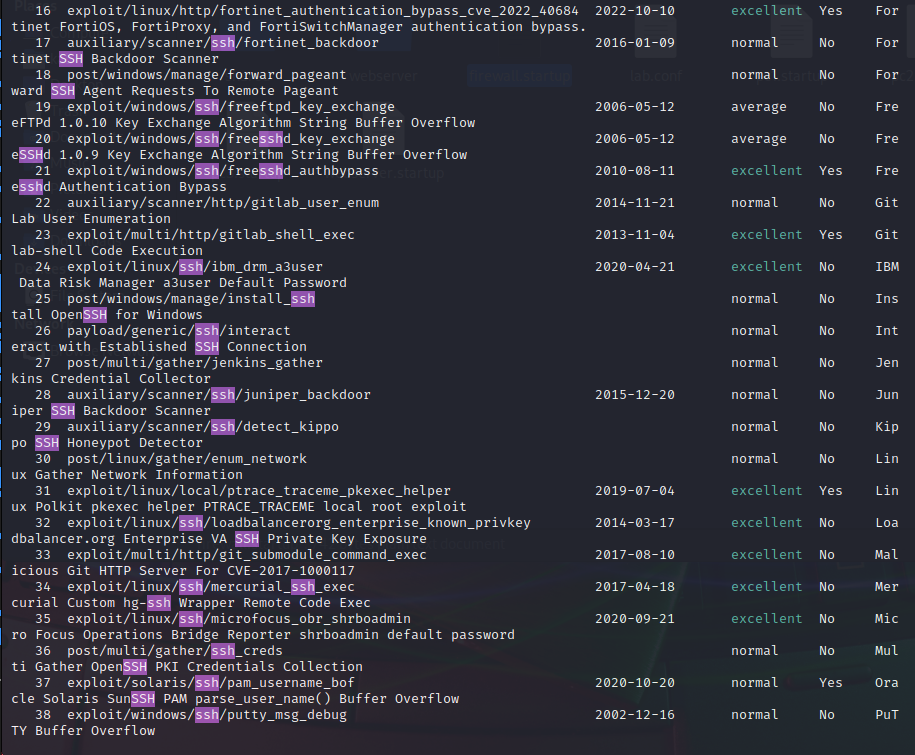 16 exploit/linux/http/fortinet_authentication_bypass_cve_2022_40684 2022-10-10 excellent Yes For
tinet FortiOS, FortiProxy, and FortiSwitchManager authentication bypass.
17 auxiliary/scanner/ssh/fortinet_backdoor 2016-01-09 normal No For
tinet SSH Backdoor Scanner
18 post/windows/manage/forward_pageant normal No For
ward SSH Agent Requests To Remote Pageant
19 exploit/windows/ssh/freeftpd_key_exchange 2006-05-12 average No Fre
eFTPd 1.0.10 Key Exchange Algorithm String Buffer Overflow
20 exploit/windows/ssh/freesshd_key_exchange 2006-05-12 average No Fre
eSSHd 1.0.9 Key Exchange Algorithm String Buffer Overflow
21 exploit/windows/ssh/freesshd_authbypass 2010-08-11 excellent Yes Fre
esshd Authentication Bypass
22 auxiliary/scanner/http/gitlab_user_enum 2014-11-21 normal No Git
Lab User Enumeration
23 exploit/multi/http/gitlab_shell_exec 2013-11-04 excellent Yes Git
lab-shell Code Execution
24 exploit/linux/ssh/ibm_drm_a3user 2020-04-21 excellent No IBM
Data Risk Manager a3user Default Password
25 post/windows/manage/install_ssh normal No Ins
tall OpenSSH for Windows
26 payload/generic/ssh/interact normal No Int
eract with Established SSH Connection
27 post/multi/gather/jenkins_gather normal No Jen
kins Credential Collector
28 auxiliary/scanner/ssh/juniper_backdoor 2015-12-20 normal No Jun
iper SSH Backdoor Scanner
29 auxiliary/scanner/ssh/detect_kippo normal No Kip
po SSH Honeypot Detector
30 post/linux/gather/enum_network normal No Lin
ux Gather Network Information
31 exploit/linux/local/ptrace_traceme_pkexec_helper 2019-07-04 excellent Yes Lin
ux Polkit pkexec helper PTRACE_TRACEME local root exploit
32 exploit/linux/ssh/loadbalancerorg_enterprise_known_privkey 2014-03-17 excellent No Loa
dbalancer.org Enterprise VA SSH Private Key Exposure
33 exploit/multi/http/git_submodule_command_exec 2017-08-10 excellent No Mal
icious Git HTTP Server For CVE-2017-1000117
34 exploit/linux/ssh/mercurial_ssh_exec 2017-04-18 excellent No Mer
curial Custom hg-ssh Wrapper Remote Code Exec
35 exploit/linux/ssh/microfocus_obr_shrboadmin 2020-09-21 excellent No Mic
ro Focus Operations Bridge Reporter shrboadmin default password
36 post/multi/gather/ssh_creds normal No Mul
ti Gather OpenSSH PKI Credentials Collection
37 exploit/solaris/ssh/pam_username_bof 2020-10-20 normal Yes Ora
cle Solaris SunSSH PAM parse_user_name() Buffer Overflow
38 exploit/windows/ssh/putty_msg_debug 2002-12-16 normal No PuT
TY Buffer Overflow